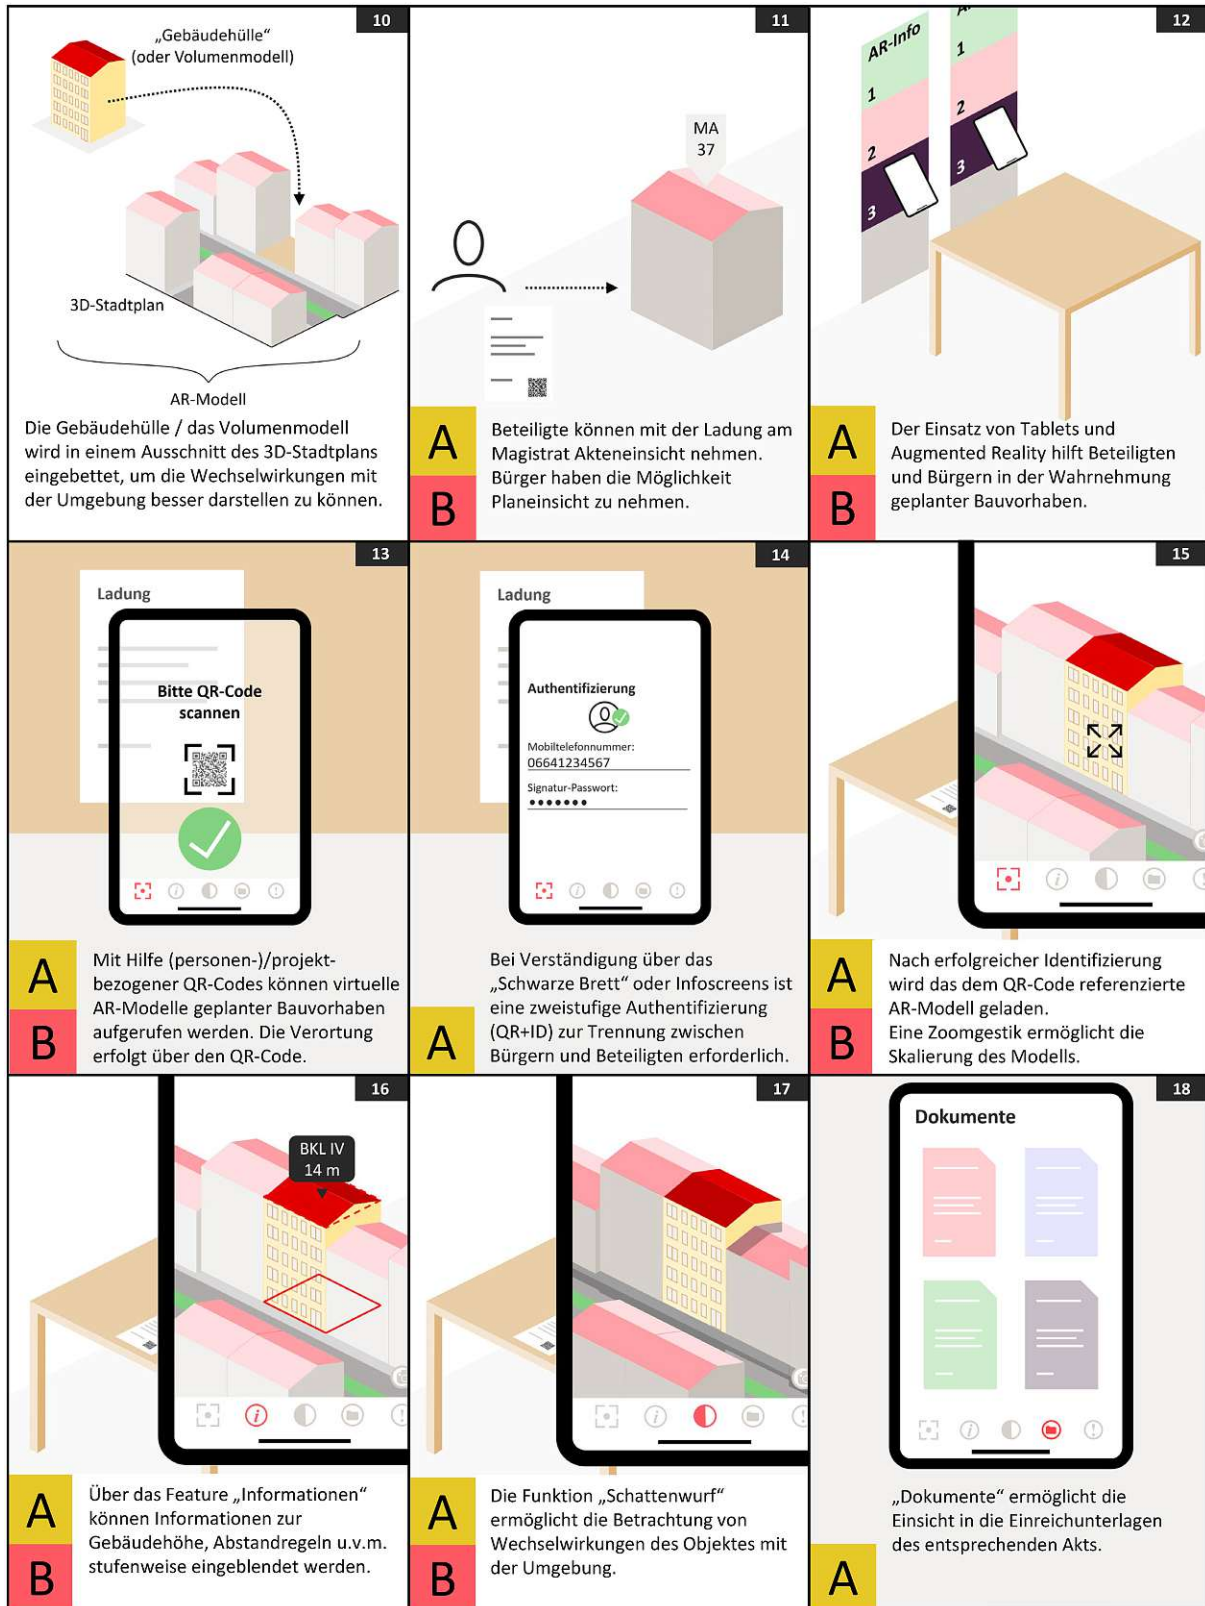 10
„Gebäudehülle“
(oder Volumenmodell)
3D-Stadtplan
AR-Modell
Die Gebäudehülle / das Volumenmodell
wird in einem Ausschnitt des 3D-Stadtplans
eingebettet, um die Wechselwirkungen mit
der Umgebung besser darstellen zu können.
11
MA
37
A
B
Beteiligte können mit der Ladung am
Magistrat Akteneinsicht nehmen.
Bürger haben die Möglichkeit
Planeinsicht zu nehmen.
12
AR-Info
1
2
3
1
2
3
A
B
Der Einsatz von Tablets und
Augmented Reality hilft Beteiligten
und Bürgern in der Wahrnehmung
geplanter Bauvorhaben.
13
Ladung
Bitte QR-Code
scannen
A
B
Mit Hilfe (personen-)/projekt-
bezogener QR-Codes können virtuelle
AR-Modelle geplanter Bauvorhaben
aufgerufen werden. Die Verortung
erfolgt über den QR-Code.
14
Ladung
Authentifizierung
Mobiltelefonnummer:
06641234567
Signatur-Passwort:
•••••••
A
Bei Verständigung über das
„Schwarze Brett“ oder Infoscreens ist
eine zweistufige Authentifizierung
(QR+ID) zur Trennung zwischen
Bürgern und Beteiligten erforderlich.
15
A
B
Nach erfolgreicher Identifizierung
wird das dem QR-Code referenzierte
AR-Modell geladen.
Eine Zoomgestik ermöglicht die
Skalierung des Modells.
16
BKL IV
14 m
A
B
Über das Feature „Informationen“
können Informationen zur
Gebäudehöhe, Abstandregeln u.v.m.
stufenweise eingeblendet werden.
17
A
B
Die Funktion „Schattenwurf“
ermöglicht die Betrachtung von
Wechselwirkungen des Objektes mit
der Umgebung.
18
Dokumente
A
„Dokumente“ ermöglicht die
Einsicht in die Einreichunterlagen
des entsprechenden Akts.